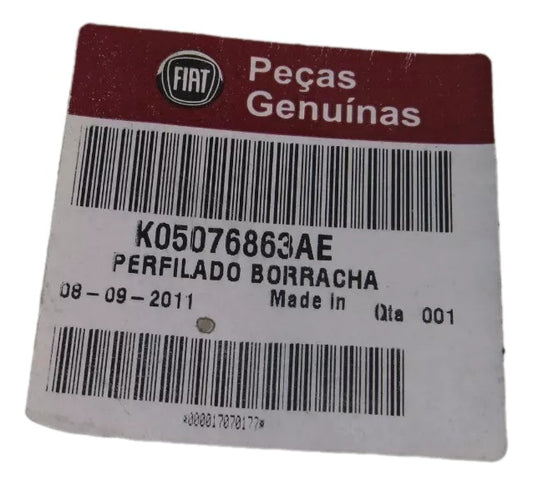 FIAT
Peças
Genuínas
K05076863AE
PERFILADO BORRACHA
08-09-2011 Made in Qta 001
*000017070177*